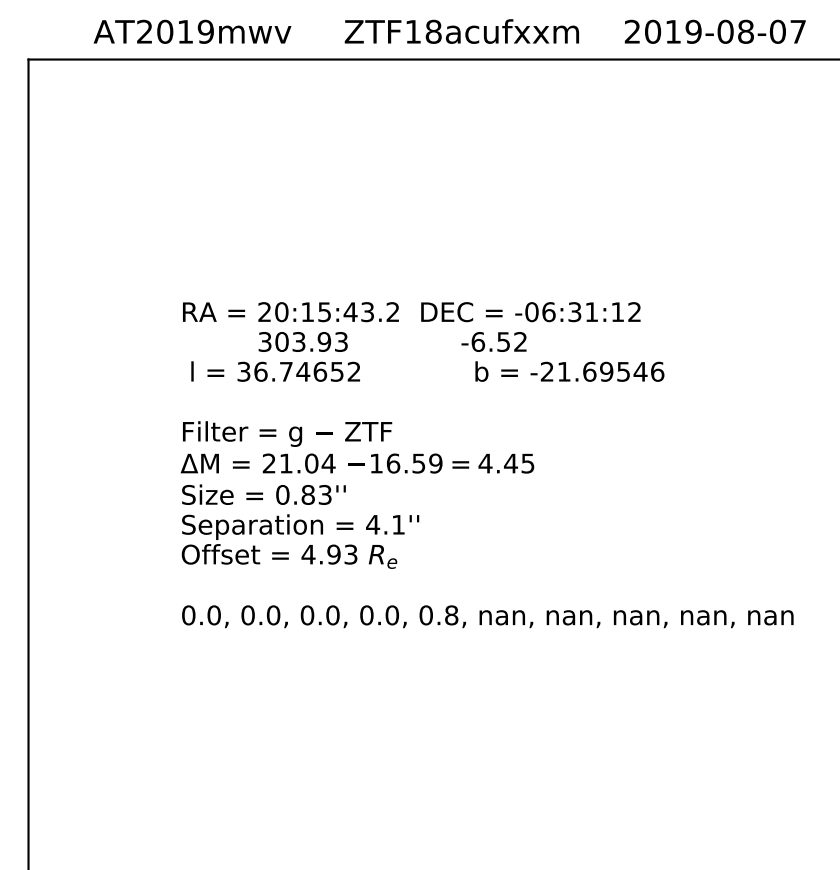 AT2019mwv ZTF18acufxxm 2019-08-07
RA = 20:15:43.2 DEC = -06:31:12
303.93 -6.52
l = 36.74652 b = -21.69546
Filter = g − ZTF
ΔM = 21.04 −16.59 = 4.45
Size = 0.83''
Separation = 4.1''
Offset = 4.93 Re
0.0, 0.0, 0.0, 0.0, 0.8, nan, nan, nan, nan, nan